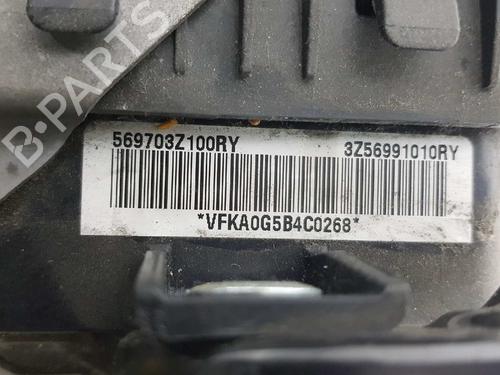 B-PARTS
569703Z100RY 3Z56991010RY
*VFKA0G5B4C0268*